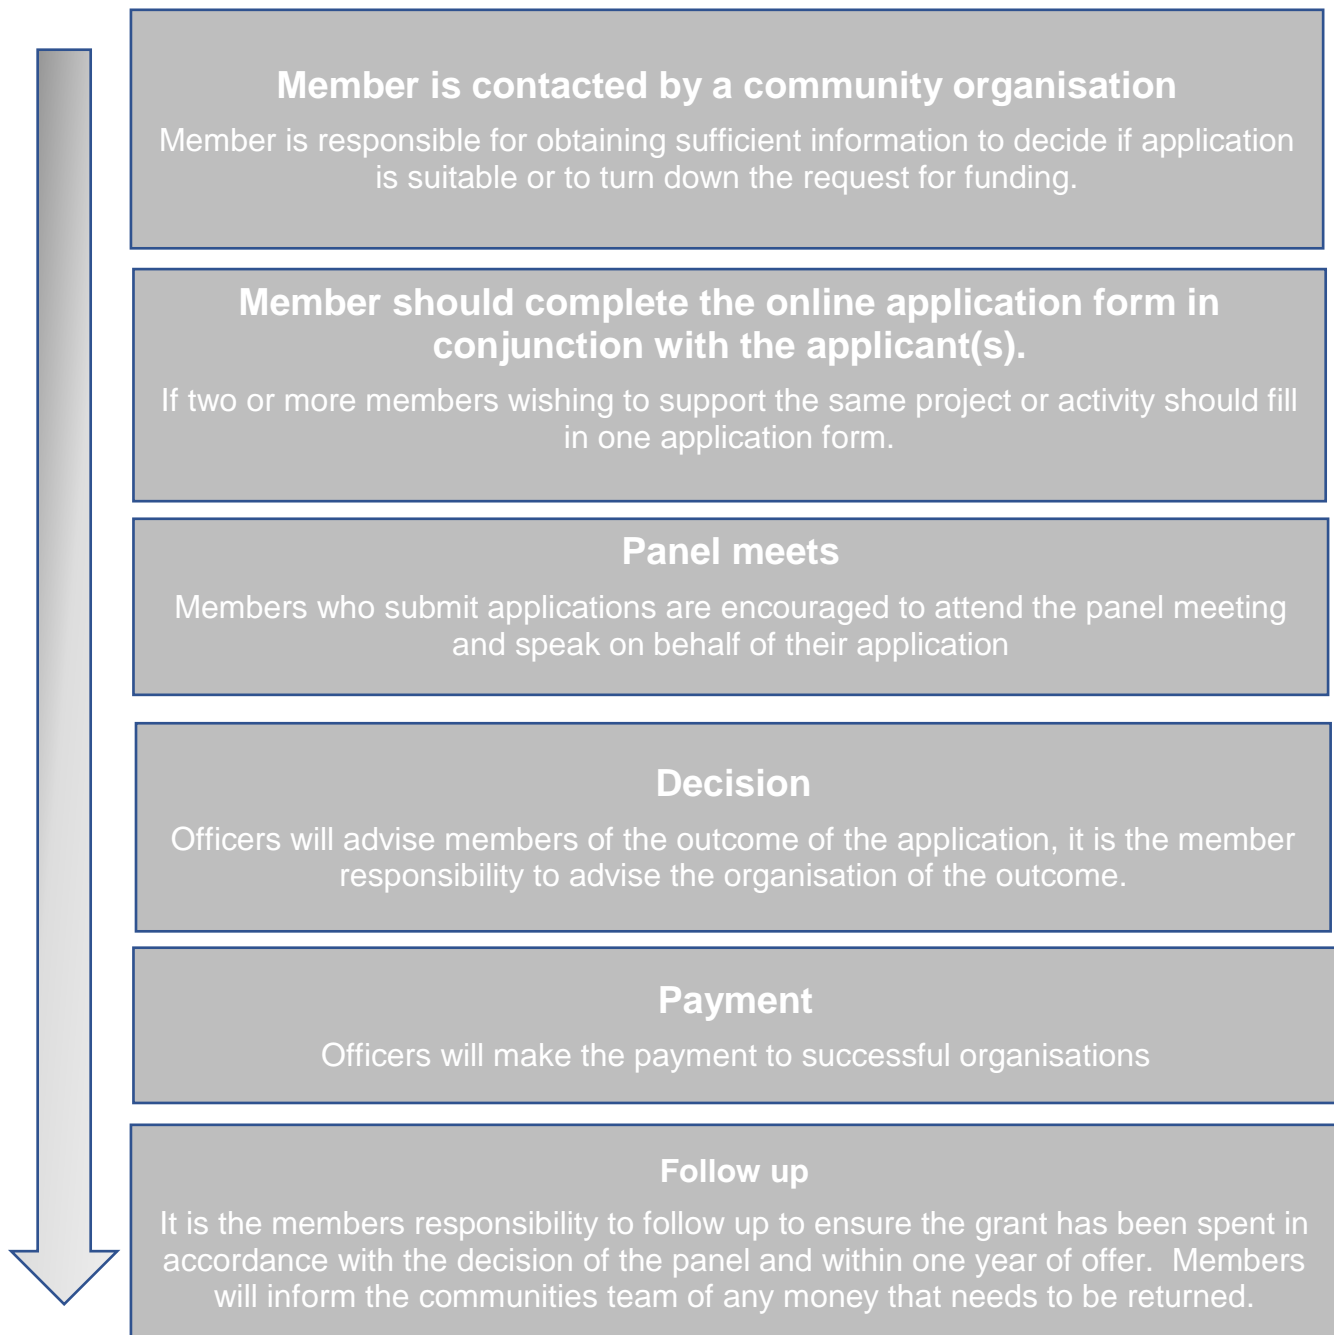 Member is contacted by a community organisation
Member is responsible for obtaining sufficient information to decide if application
is suitable or to turn down the request for funding.
Member should complete the online application form in
conjunction with the applicant(s).
If two or more members wishing to support the same project or activity should fill
in one application form.
Panel meets
Members who submit applications are encouraged to attend the panel meeting
and speak on behalf of their application
Decision
Officers will advise members of the outcome of the application, it is the member
responsibility to advise the organisation of the outcome.
Payment
Officers will make the payment to successful organisations
Follow up
It is the members responsibility to follow up to ensure the grant has been spent in
accordance with the decision of the panel and within one year of offer.  Members
will inform the communities team of any money that needs to be returned.